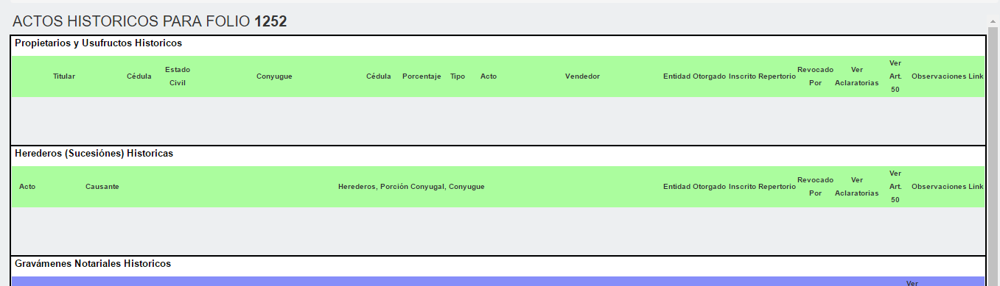 ACTOS HISTORICOS PARA FOLIO 1252
Propietarios y Usufructos Historicos
Titular Cédula Estado Civil Conyugue Cédula Porcentaje Tipo Acto Vendedor Entidad Otorgado Inscrito Repertorio Revocado Por Ver Aclaratorias Ver Art. 50 Observaciones Link
Herederos (Sucesiónes) Historicas
Acto Causante Herederos, Porción Conyugal, Conyugue Entidad Otorgado Inscrito Repertorio Revocado Por Ver Aclaratorias Ver Art. 50 Observaciones Link
Gravámenes Notariales Historicos
Ver